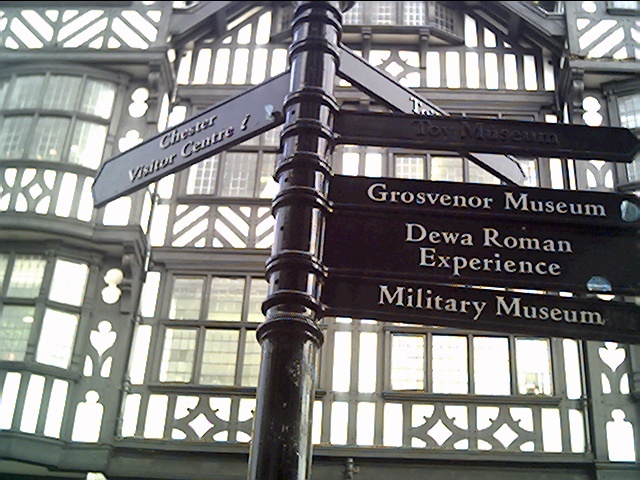 Chester
Visitor Centre i
Toy Museum
Grosvenor Museum
Dewa Roman
Experience
Military Museum